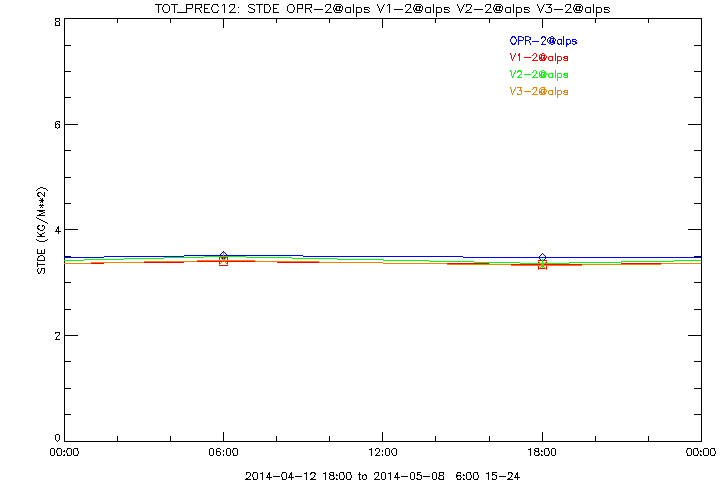 TOT_PREC12: STDE OPR-2@alps V1-2@alps V2-2@alps V3-2@alps
OPR-2@alps
V1-2@alps
V2-2@alps
V3-2@alps
8
6
4
2
0
STDE (KG/M**2)
00:00 06:00 12:00 18:00 00:00
2014-04-12 18:00 to 2014-05-08 6:00 15-24